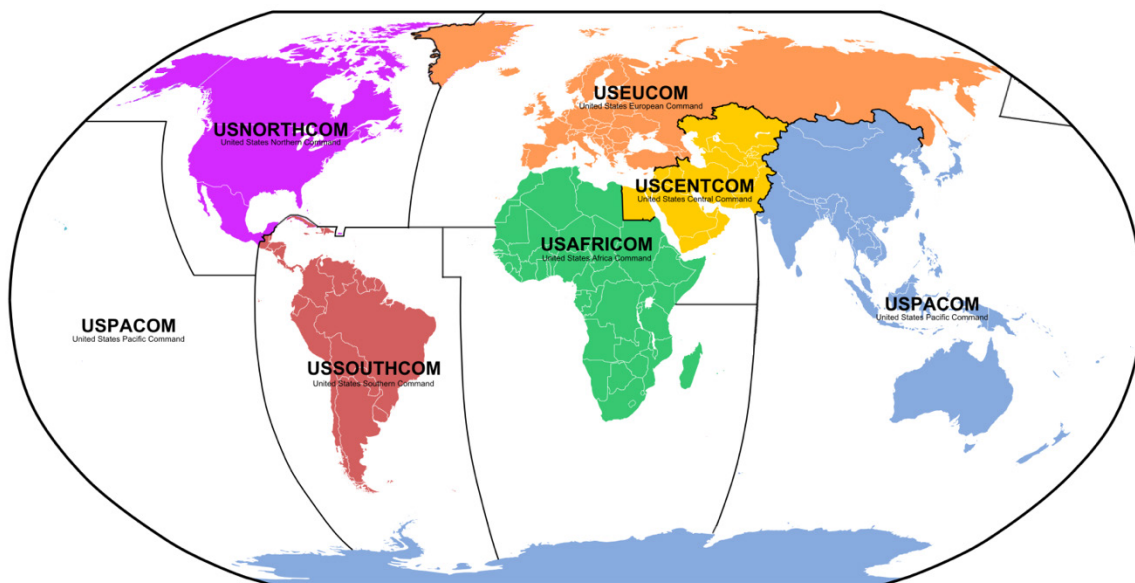 USNORTHCOM
United States Northern Command
USEUCOM
United States European Command
USCENTCOM
United States Central Command
USAFRICOM
United States Africa Command
USPACOM
United States Pacific Command
USPACOM
United States Pacific Command
USSOUTHCOM
United States Southern Command